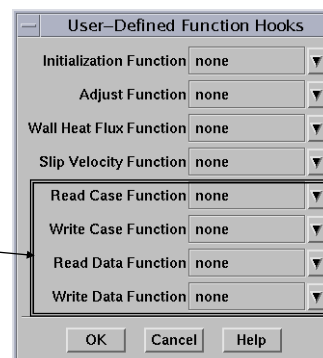 User-Defined Function Hooks
Initialization Function none
Adjust Function none
Wall Heat Flux Function none
Slip Velocity Function none
Read Case Function none
Write Case Function none
Read Data Function none
Write Data Function none
OK Cancel Help